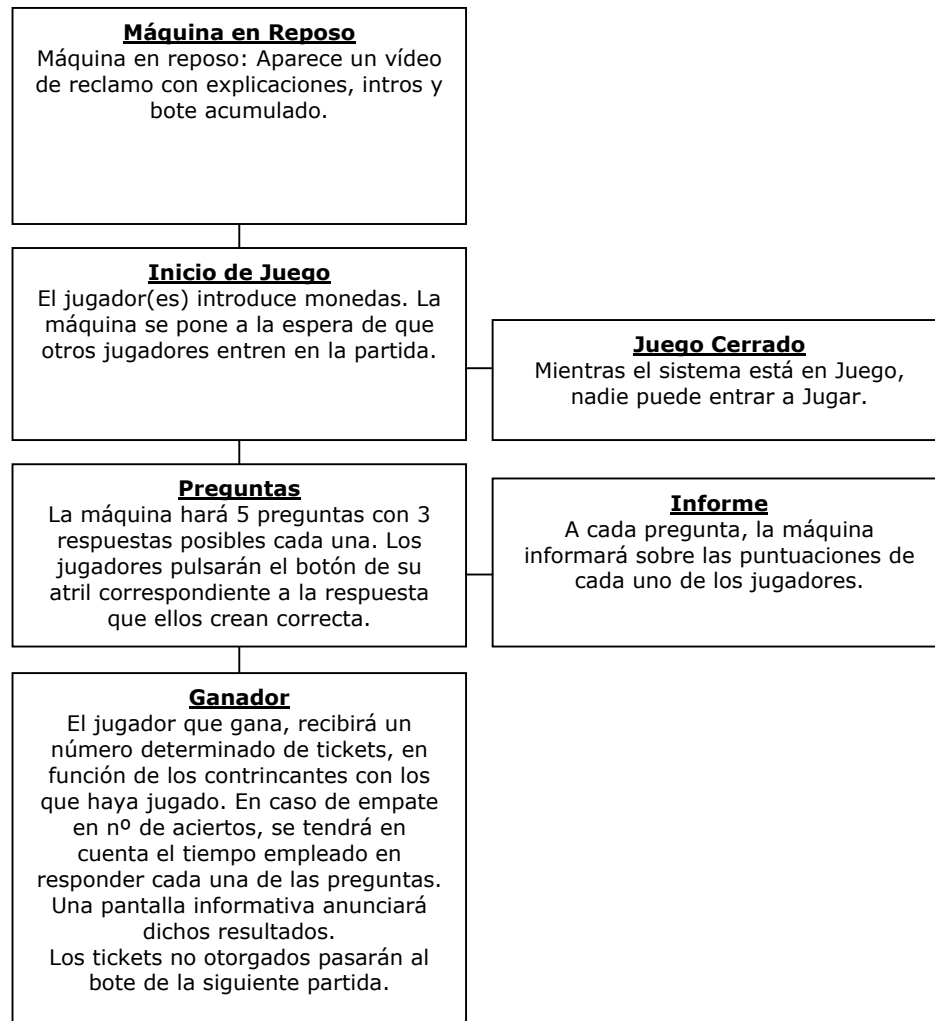 Máquina en Reposo
Máquina en reposo: Aparece un vídeo
de reclamo con explicaciones, intros y
bote acumulado.
Inicio de Juego
El jugador(es) introduce monedas. La
máquina se pone a la espera de que
otros jugadores entren en la partida.
Juego Cerrado
Mientras el sistema está en Juego,
nadie puede entrar a Jugar.
Preguntas
La máquina hará 5 preguntas con 3
respuestas posibles cada una. Los
jugadores pulsarán el botón de su
atril correspondiente a la respuesta
que ellos crean correcta.
Informe
A cada pregunta, la máquina
informará sobre las puntuaciones de
cada uno de los jugadores.
Ganador
El jugador que gana, recibirá un
número determinado de tickets, en
función de los contrincantes con los
que haya jugado. En caso de empate
en nº de aciertos, se tendrá en
cuenta el tiempo empleado en
responder cada una de las preguntas.
Una pantalla informativa anunciará
dichos resultados.
Los tickets no otorgados pasarán al
bote de la siguiente partida.